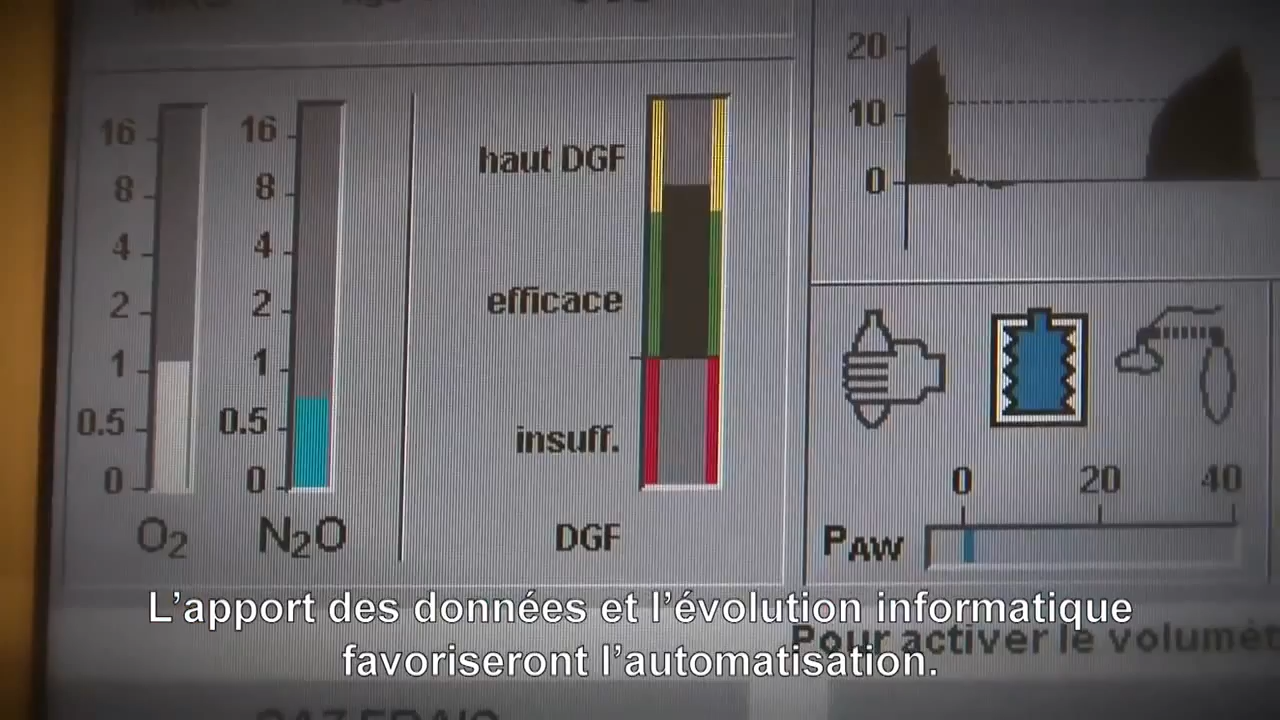 16
8
4
2
1
0.5
0
O₂
16
8
4
2
1
0.5
0
N₂O
haut DGF
efficace
insuff.
DGF
20
10
0
0 20 40
PAW
L’apport des données et l’évolution informatique
favoriseront l’automatisation.
Pour activer le